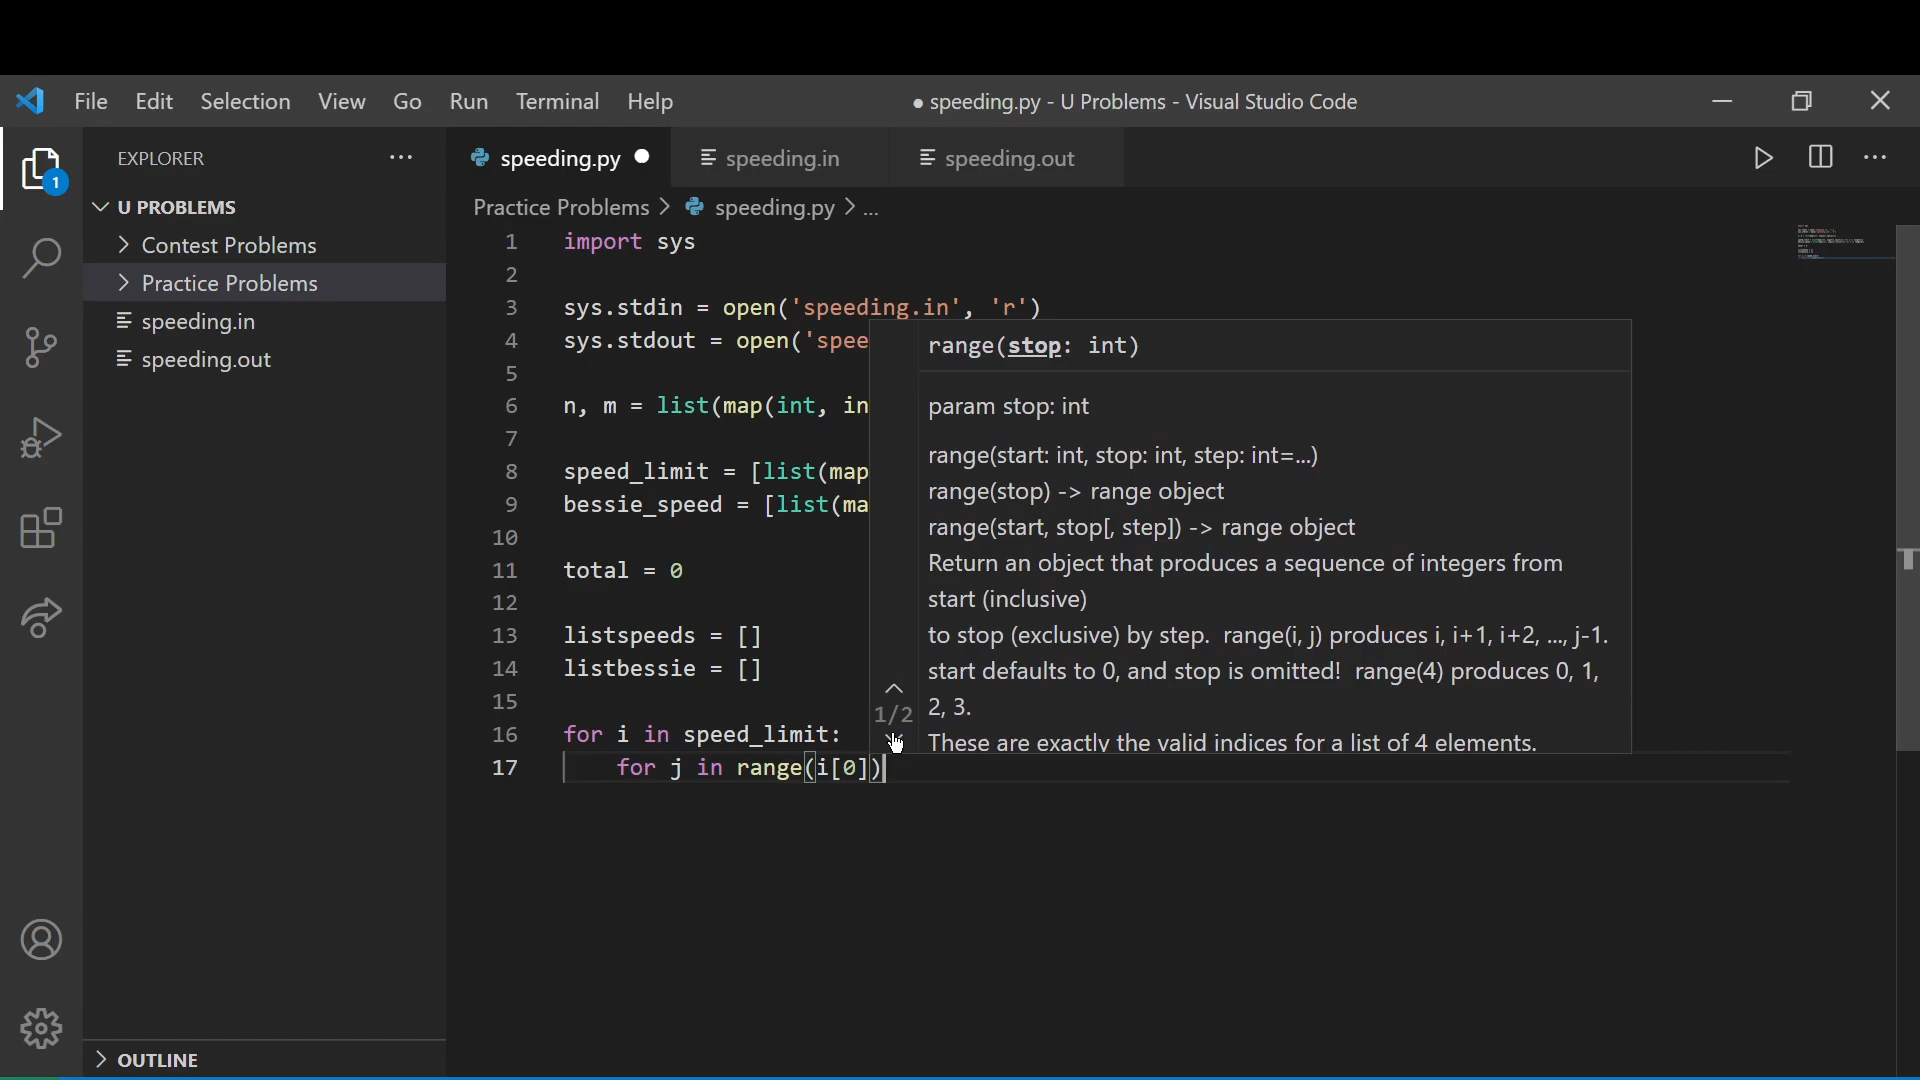 File Edit Selection View Go Run Terminal Help ● speeding.py - U Problems - Visual Studio Code
EXPLORER ···
speeding.py speeding.in speeding.out
1
U PROBLEMS
Contest Problems
Practice Problems
speeding.in
speeding.out
OUTLINE
Practice Problems > speeding.py > ...
1 import sys
2
3 sys.stdin = open('speeding.in', 'r')
4 sys.stdout = open('spee
5
6 n, m = list(map(int, in
7
8 speed_limit = [list(map
9 bessie_speed = [list(ma
10
11 total = 0
12
13 listspeeds = []
14 listbessie = []
15
16 for i in speed_limit:
17 for j in range(i[0])
range(stop: int)
param stop: int
range(start: int, stop: int, step: int=...)
range(stop) -> range object
range(start, stop[, step]) -> range object
Return an object that produces a sequence of integers from
start (inclusive)
to stop (exclusive) by step. range(i, j) produces i, i+1, i+2, ..., j-1.
start defaults to 0, and stop is omitted! range(4) produces 0, 1,
2, 3.
These are exactly the valid indices for a list of 4 elements.
1/2